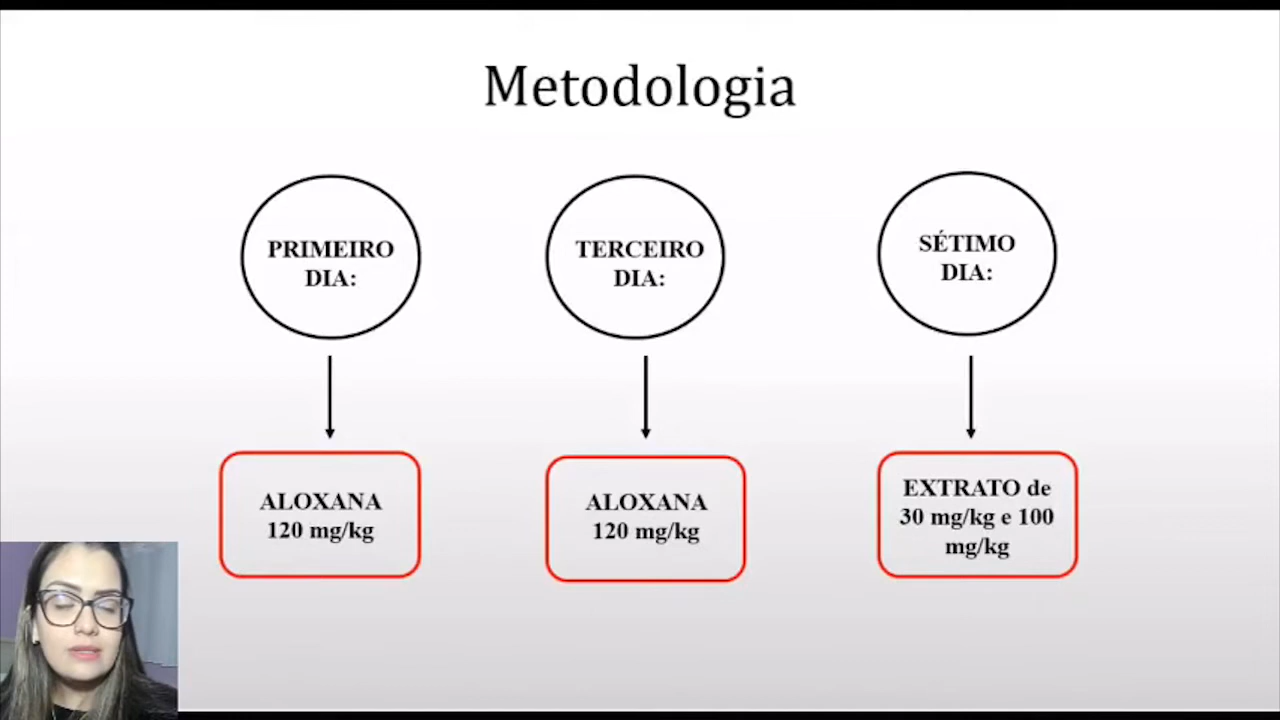 Metodologia
PRIMEIRO
DIA:
TERCEIRO
DIA:
SÉTIMO
DIA:
ALOXANA
120 mg/kg
ALOXANA
120 mg/kg
EXTRATO de
30 mg/kg e 100
mg/kg